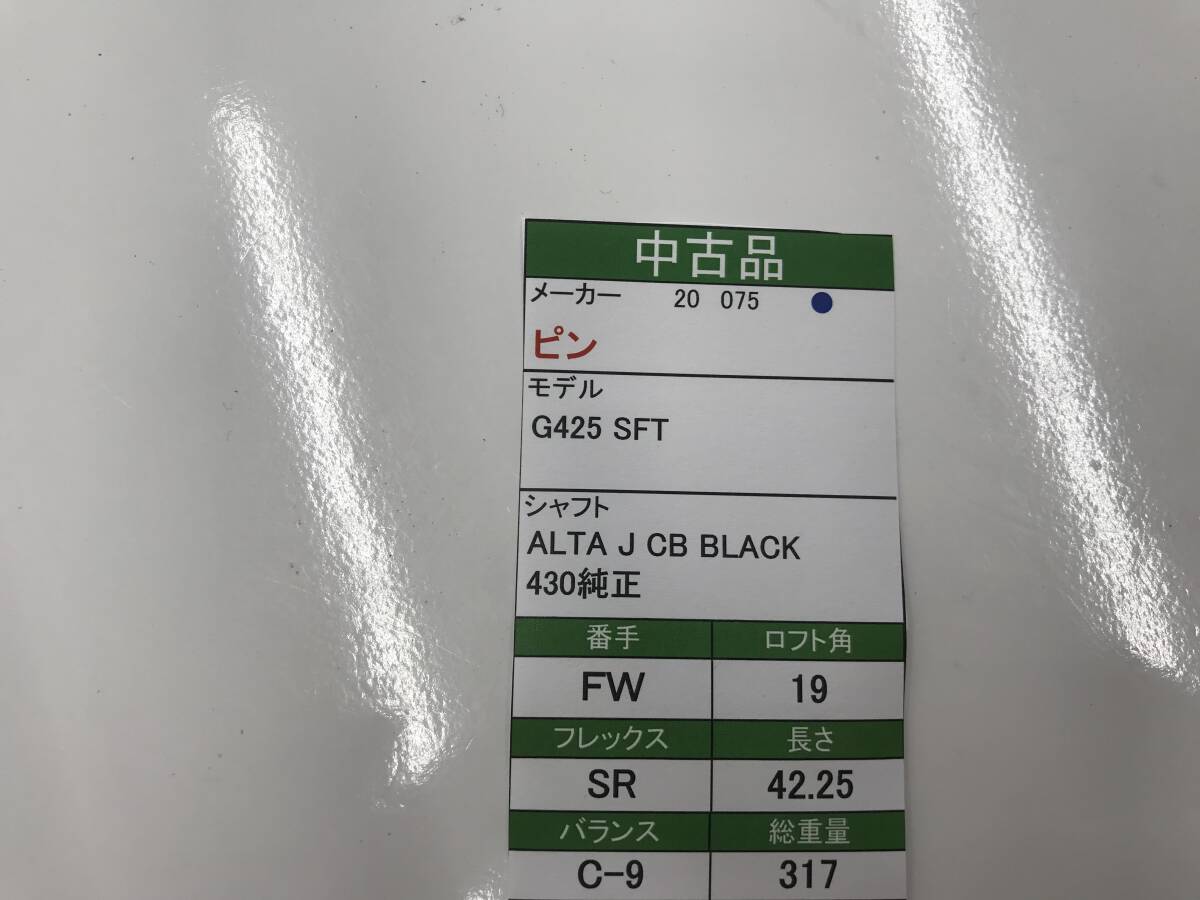 中古品
メーカー 20 075
ピン
モデル
G425 SFT
シャフト
ALTA J CB BLACK
430純正
番手 ロフト角
FW 19
フレックス 長さ
SR 42.25
バランス 総重量
C-9 317